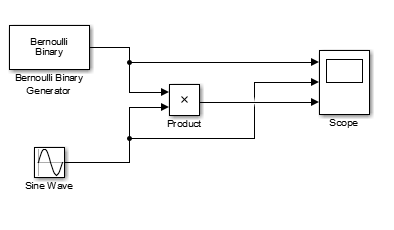 Bernoulli
Binary
Bernoulli Binary
Generator
×
Product
Scope
Sine Wave